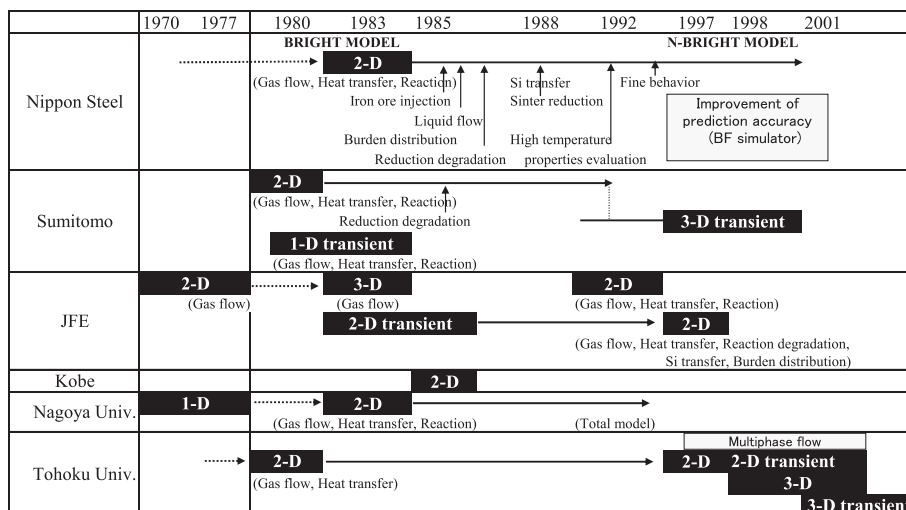 1970 1977 1980 1983 1985 1988 1992 1997 1998 2001
BRIGHT MODEL N-BRIGHT MODEL
Nippon Steel
2-D
(Gas flow, Heat transfer, Reaction)
Si transfer
Fine behavior
Iron ore injection
Sinter reduction
Liquid flow
Burden distribution
High temperature
Reduction degradation
properties evaluation
Improvement of
prediction accuracy
(BF simulator)
Sumitomo
2-D
(Gas flow, Heat transfer, Reaction)
Reduction degradation
3-D transient
1-D transient
(Gas flow, Heat transfer, Reaction)
JFE
2-D 3-D 2-D
(Gas flow) (Gas flow) (Gas flow, Heat transfer, Reaction)
2-D transient 2-D
(Gas flow, Heat transfer, Reaction degradation,
Si transfer, Burden distribution)
Kobe 2-D
Nagoya Univ. 1-D 2-D
(Gas flow, Heat transfer, Reaction) (Total model)
Multiphase flow
Tohoku Univ. 2-D 2-D 2-D transient
(Gas flow, Heat transfer) 3-D
3-D transient